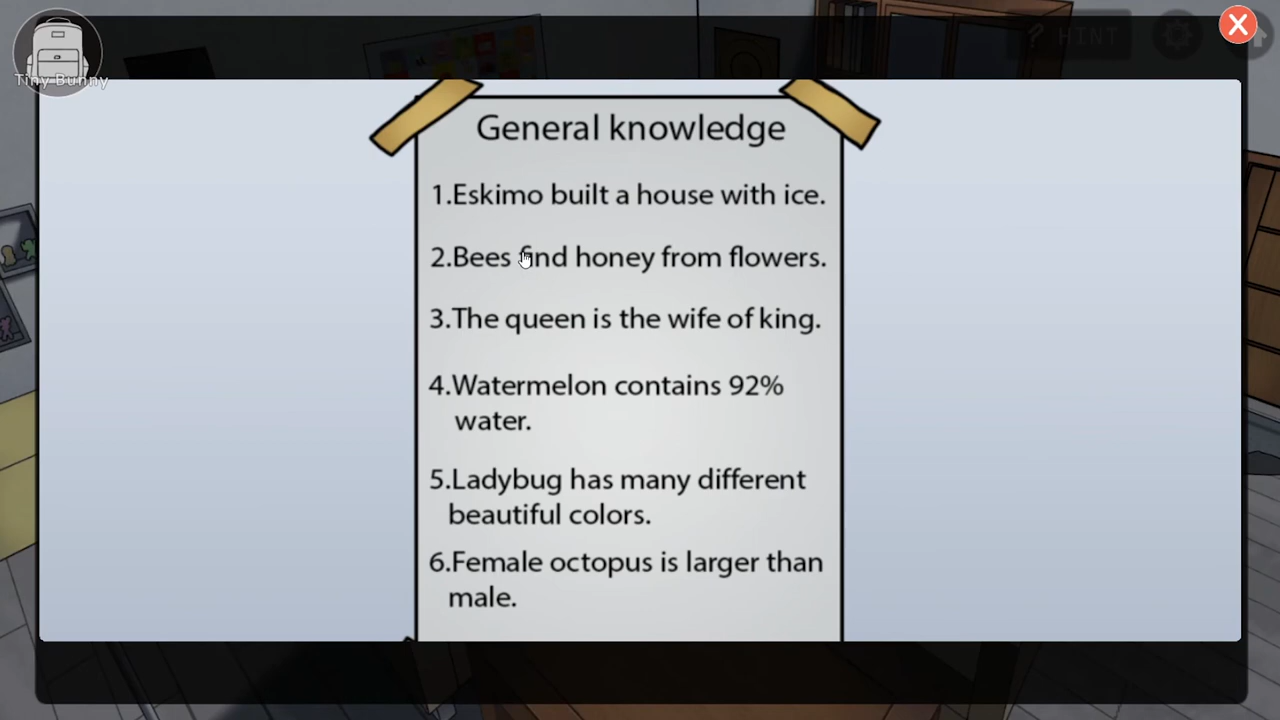 Tiny Bunny
? HINT
General knowledge
1.Eskimo built a house with ice.
2.Bees find honey from flowers.
3.The queen is the wife of king.
4.Watermelon contains 92%
water.
5.Ladybug has many different
beautiful colors.
6.Female octopus is larger than
male.